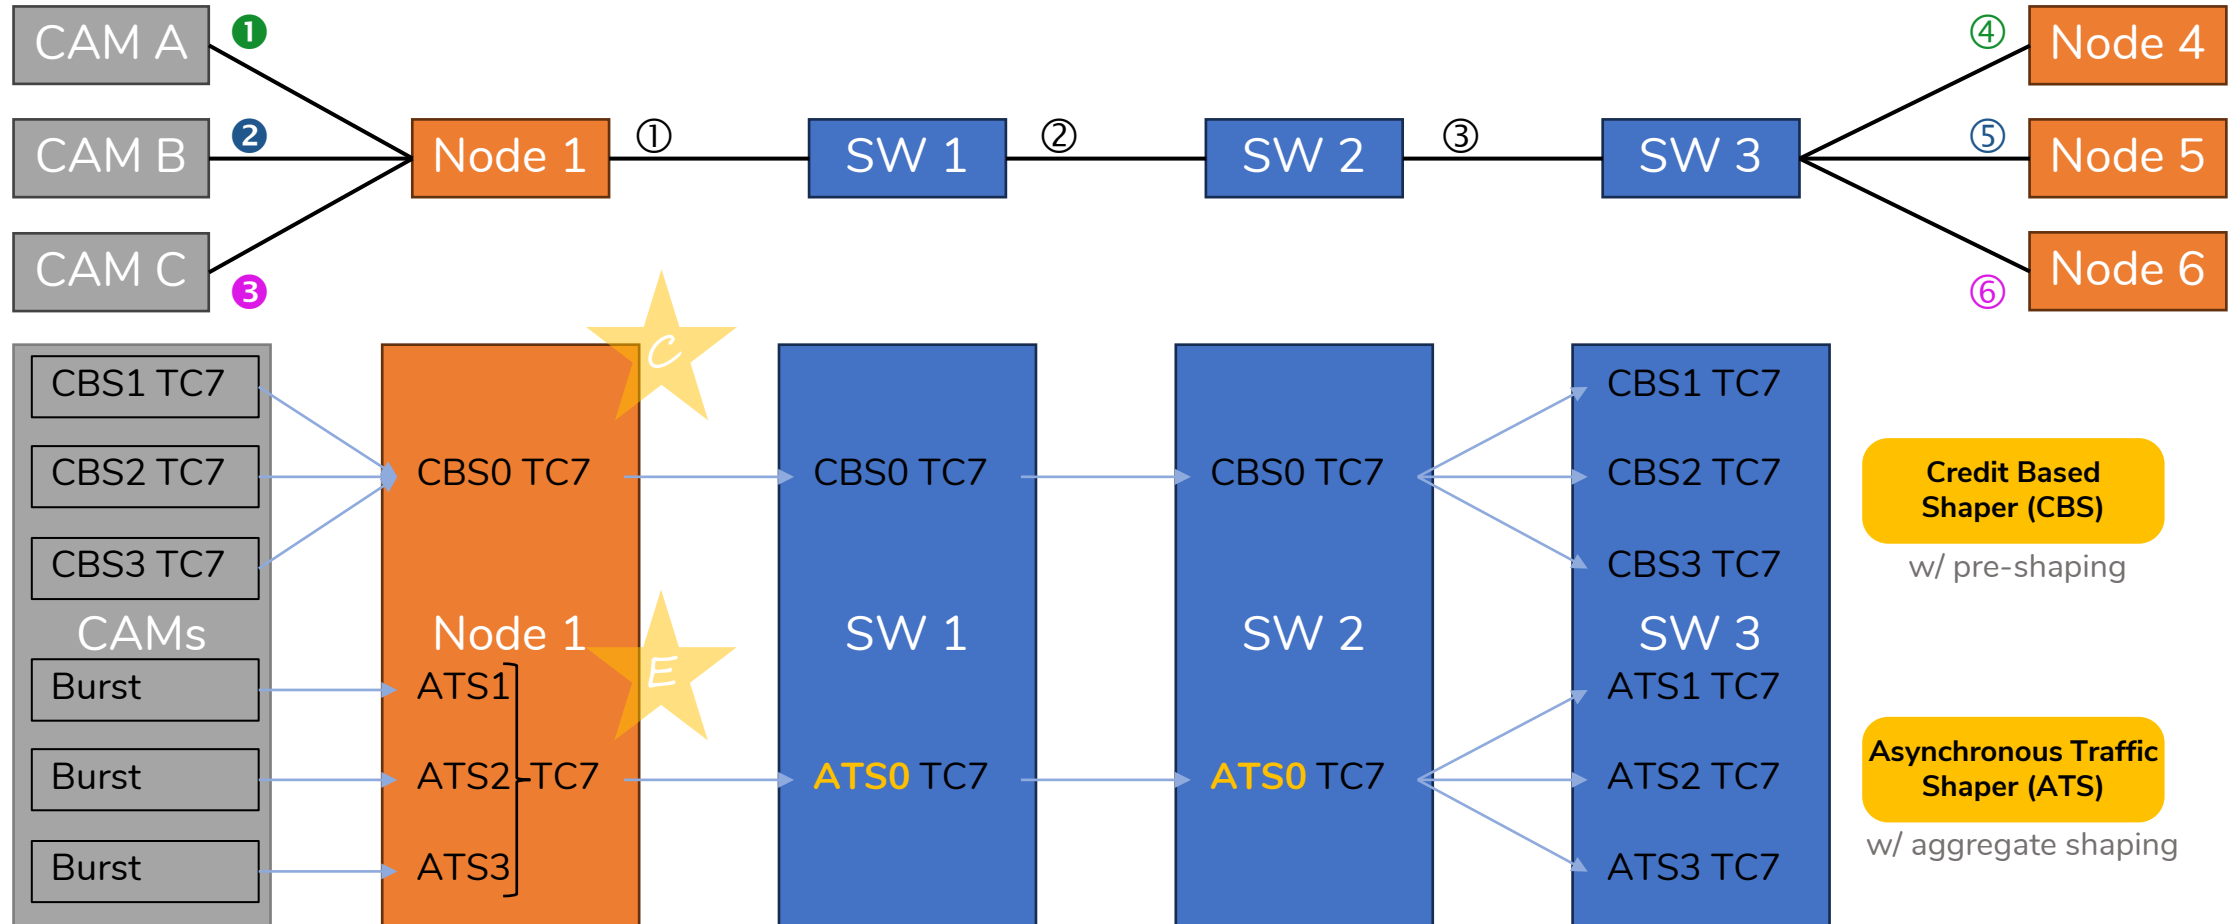 CAM A
❶
④
Node 4
CAM B
❷
Node 1
①
SW 1
②
SW 2
③
SW 3
⑤
Node 5
CAM C
❸
⑥
Node 6
C
CBS1 TC7
CBS1 TC7
CBS2 TC7
CBS0 TC7
CBS0 TC7
CBS0 TC7
CBS2 TC7
Credit Based
Shaper (CBS)
CBS3 TC7
CBS3 TC7
w/ pre-shaping
CAMs
Node 1
SW 1
SW 2
SW 3
E
Burst
ATS1
ATS1 TC7
Burst
ATS2
TC7
ATS0 TC7
ATS0 TC7
ATS2 TC7
Asynchronous Traffic
Shaper (ATS)
Burst
ATS3
ATS3 TC7
w/ aggregate shaping